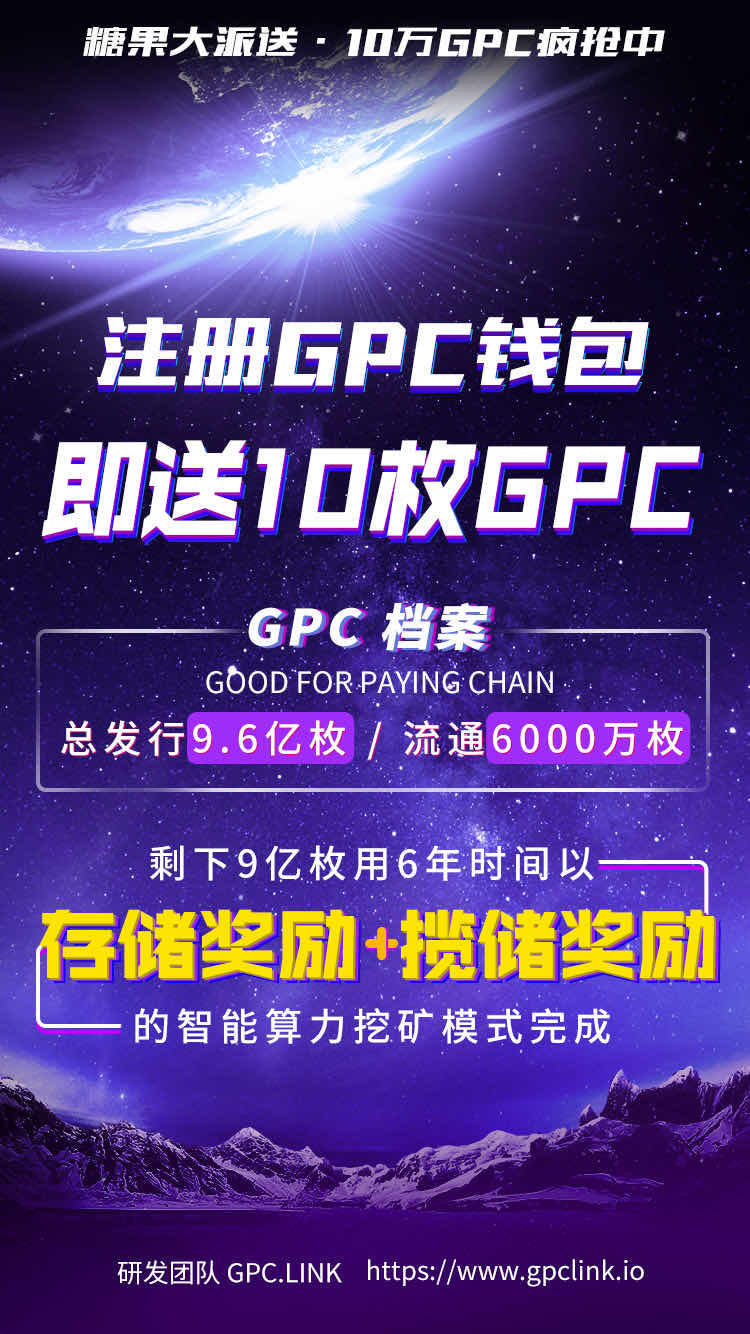 糖果大派送·10万GPC疯抢中
注册GPC钱包
即送10枚GPC
GPC 档案
GOOD FOR PAYING CHAIN
总发行9.6亿枚 / 流通6000万枚
剩下9亿枚用6年时间以
存储奖励+揽储奖励
的智能算力挖矿模式完成
研发团队 GPC.LINK https://www.gpclink.io